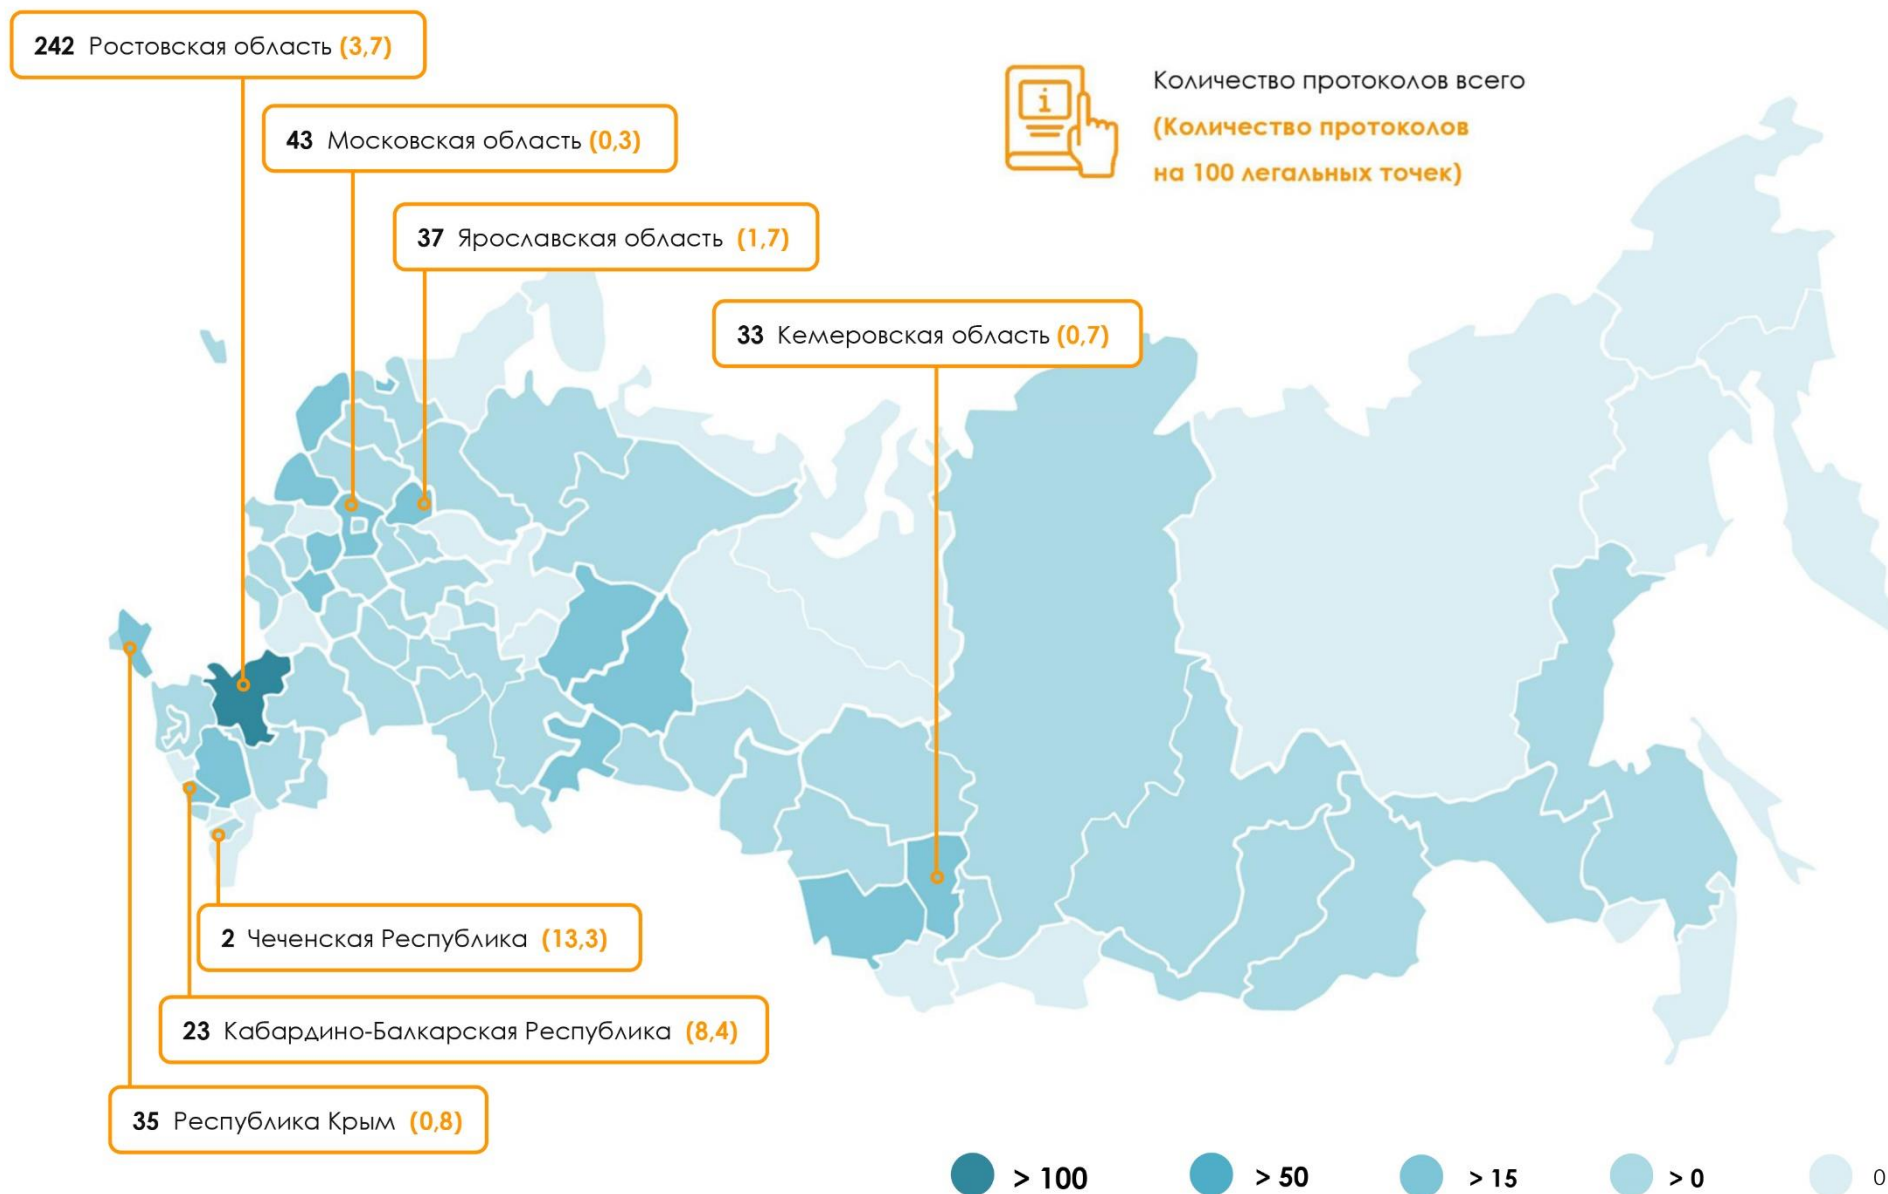 242 Ростовская область (3,7)
43 Московская область (0,3)
37 Ярославская область (1,7)
33 Кемеровская область (0,7)
i
Количество протоколов всего
(Количество протоколов
на 100 легальных точек)
2 Чеченская Республика (13,3)
23 Кабардино-Балкарская Республика (8,4)
35 Республика Крым (0,8)
> 100 > 50 > 15 > 0 0